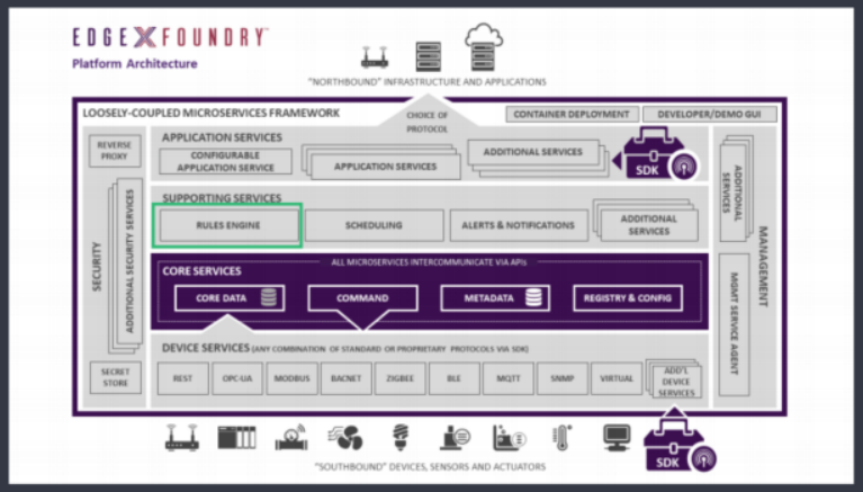 EDGE X FOUNDRY
Platform Architecture
"NORTHBOUND" INFRASTRUCTURE AND APPLICATIONS
LOOSELY-COUPLED MICROSERVICES FRAMEWORK
CHOICE OF
PROTOCOL
CONTAINER DEPLOYMENT
DEVELOPER/DEMO GUI
REVERSE
PROXY
SECURITY
ADDITIONAL SECURITY SERVICES
SECRET
STORE
APPLICATION SERVICES
CONFIGURABLE
APPLICATION SERVICE
APPLICATION SERVICES
ADDITIONAL SERVICES
SDK
SUPPORTING SERVICES
RULES ENGINE
SCHEDULING
ALERTS & NOTIFICATIONS
ADDITIONAL
SERVICES
ALL MICROSERVICES INTERCOMMUNICATE VIA APIs
CORE SERVICES
CORE DATA
COMMAND
METADATA
REGISTRY & CONFIG
DEVICE SERVICES (ANY COMBINATION OF STANDARD OR PROPRIETARY PROTOCOLS VIA SDK)
REST
OPC-UA
MODBUS
BACNET
ZIGBEE
BLE
MQTT
SNMP
VIRTUAL
ADD'L
DEVICE
SERVICES
ADDITIONAL
SERVICES
MANAGEMENT
MGMT SERVICE AGENT
"SOUTHBOUND" DEVICES, SENSORS AND ACTUATORS
SDK